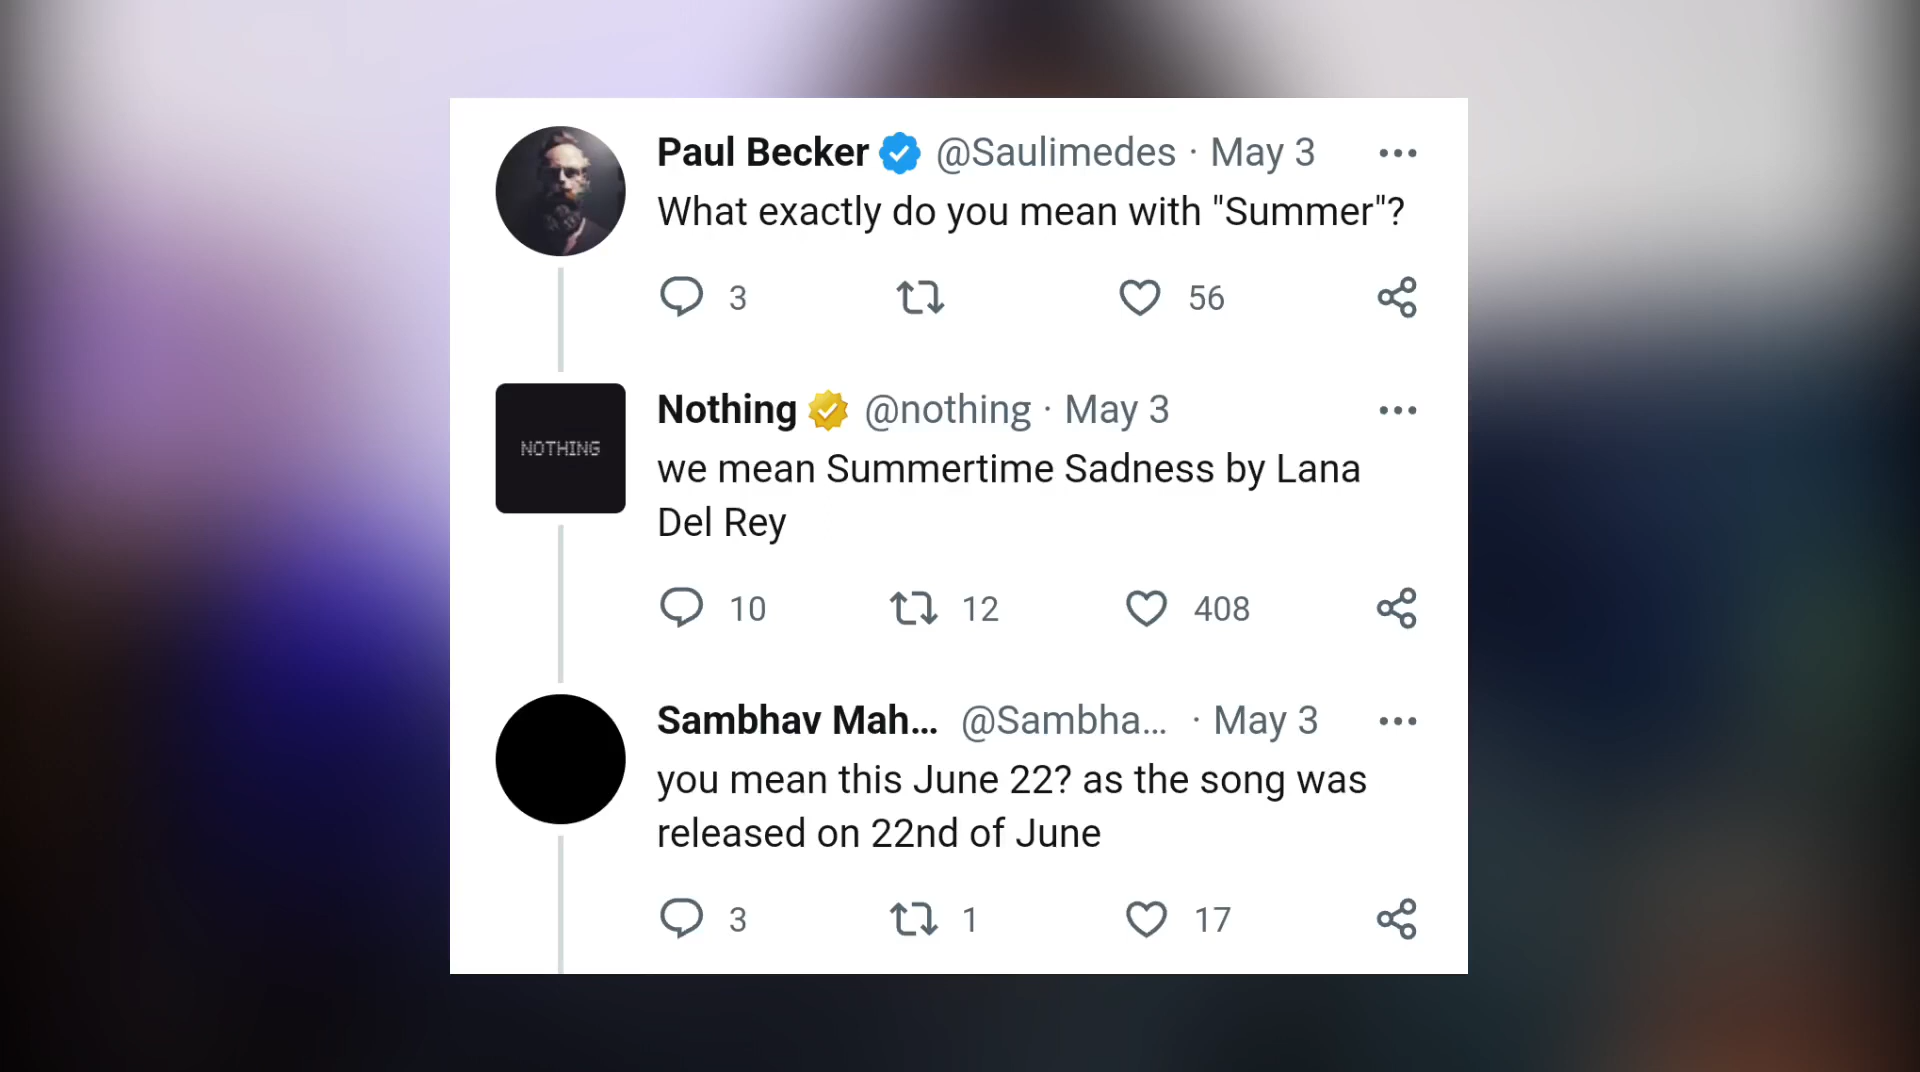 Paul Becker @Saulimedes · May 3
What exactly do you mean with "Summer"?
3 56
NOTHING
Nothing @nothing · May 3
we mean Summertime Sadness by Lana
Del Rey
10 12 408
Sambhav Mah... @Sambha... · May 3
you mean this June 22? as the song was
released on 22nd of June
3 1 17